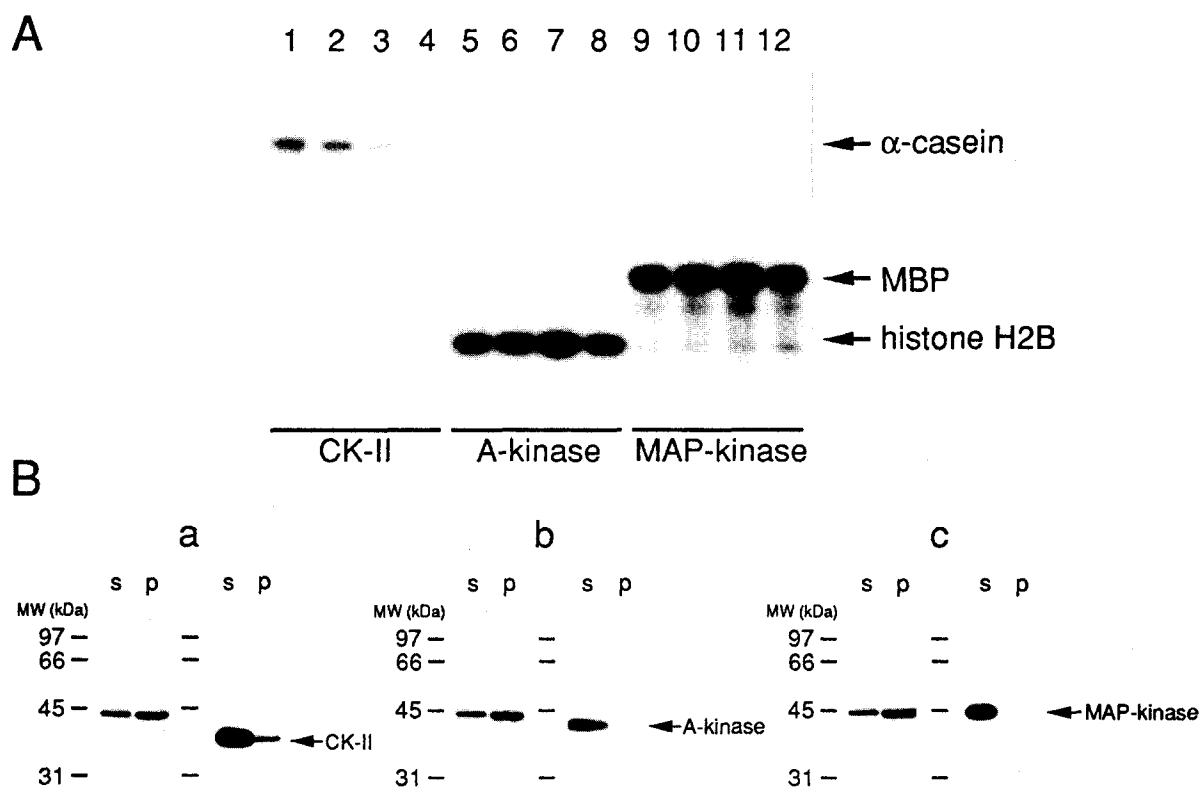 A
1 2 3 4 5 6 7 8 9 10 11 12
α-casein
MBP
histone H2B
CK-II A-kinase MAP-kinase
B
a b c
s p s p s p s p s p s p
MW (kDa) MW (kDa) MW (kDa)
97 97 97
66 66 66
45 45 45
CK-II A-kinase MAP-kinase
31 31 31